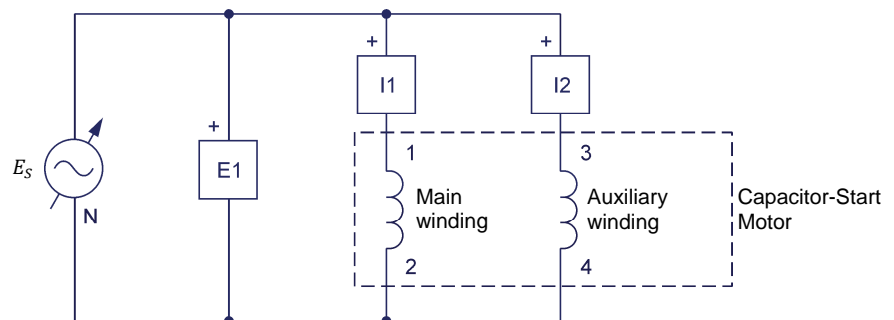 +
+
I1
I2
+
E_S
E1
N
1
3
Main
winding
Auxiliary
winding
Capacitor-Start
Motor
2
4